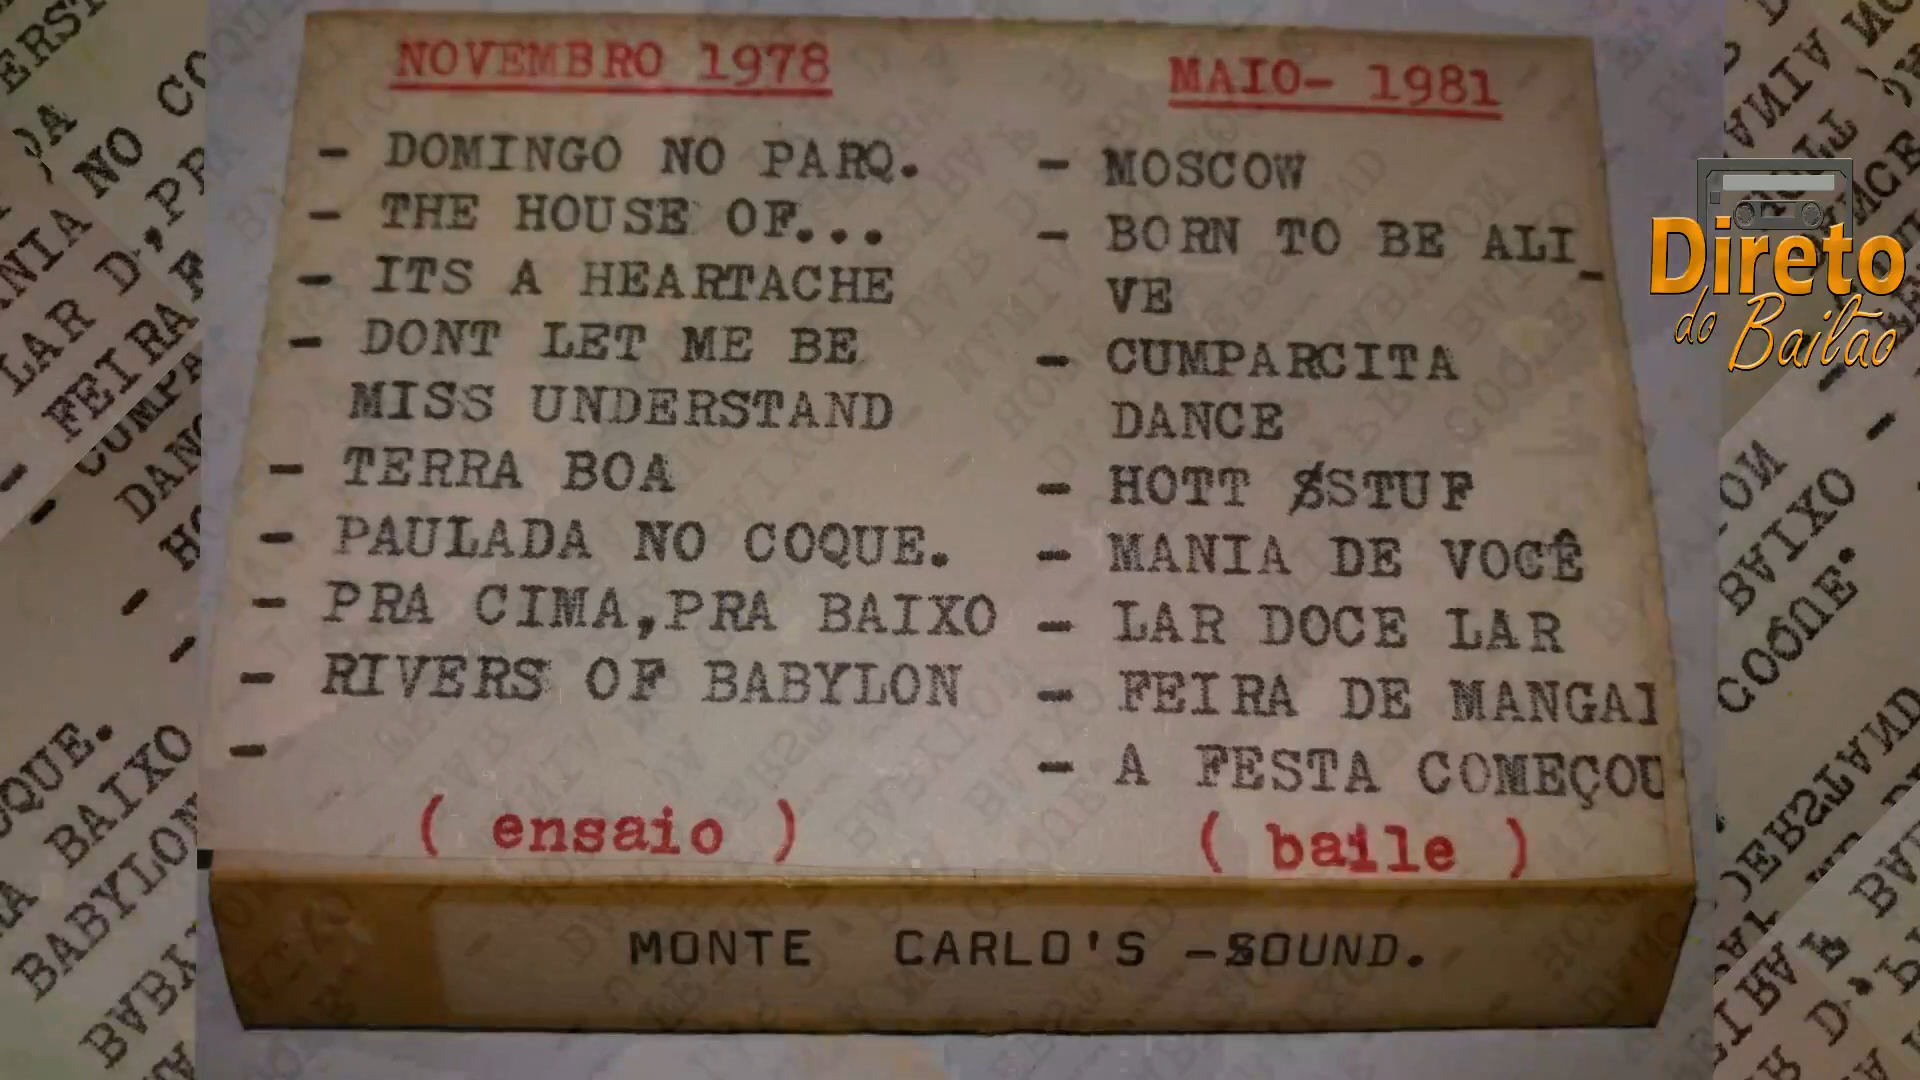 NOVEMBRO 1978
- DOMINGO NO PARQ.
- THE HOUSE OF...
- ITS A HEARTACHE
- DONT LET ME BE
MISS UNDERSTAND
- TERRA BOA
- PAULADA NO COQUE.
- PRA CIMA,PRA BAIXO
- RIVERS OF BABYLON
-
( ensaio )
MAIO- 1981
- MOSCOW
- BORN TO BE ALI_
VE
- CUMPARCITA
DANCE
- HOTT SSTUF
- MANIA DE VOCÊ
- LAR DOCE LAR
- FEIRA DE MANGAI
- A FESTA COMEÇOU
( baile )
MONTE CARLO'S -SOUND.
Direto
do Bailão